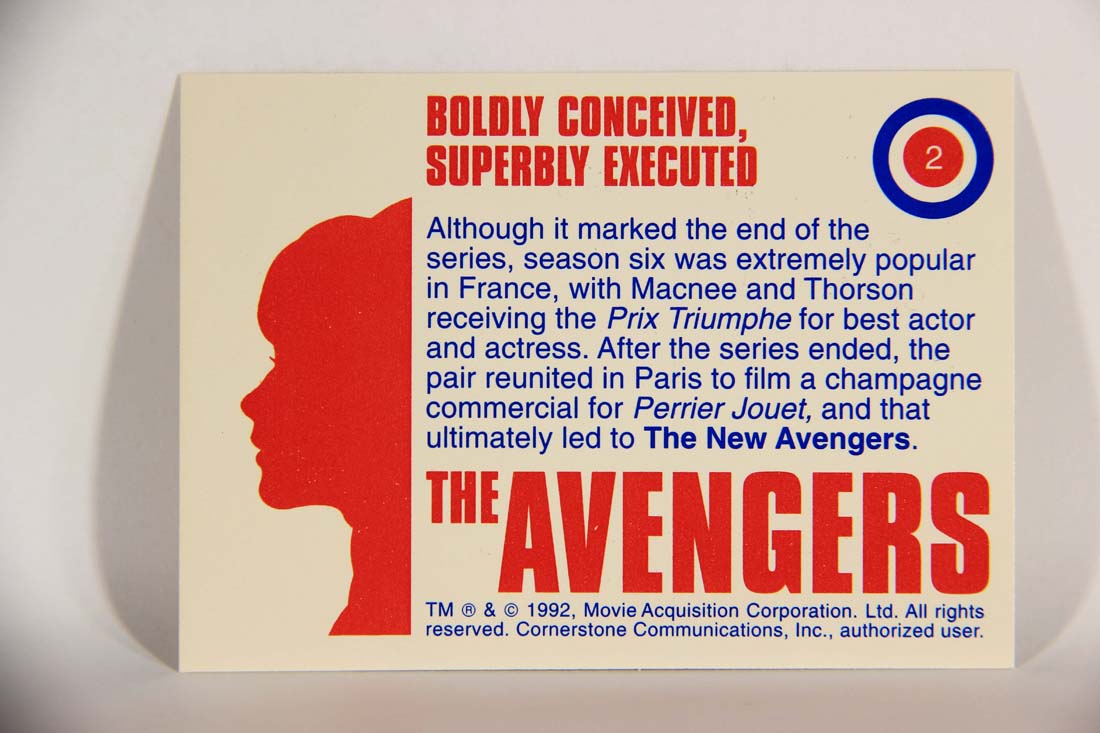 BOLDLY CONCEIVED,
SUPERBLY EXECUTED
2
Although it marked the end of the
series, season six was extremely popular
in France, with Macnee and Thorson
receiving the Prix Triumphe for best actor
and actress. After the series ended, the
pair reunited in Paris to film a champagne
commercial for Perrier Jouet, and that
ultimately led to The New Avengers.
THE AVENGERS
TM ® & © 1992, Movie Acquisition Corporation. Ltd. All rights
reserved. Cornerstone Communications, Inc., authorized user.